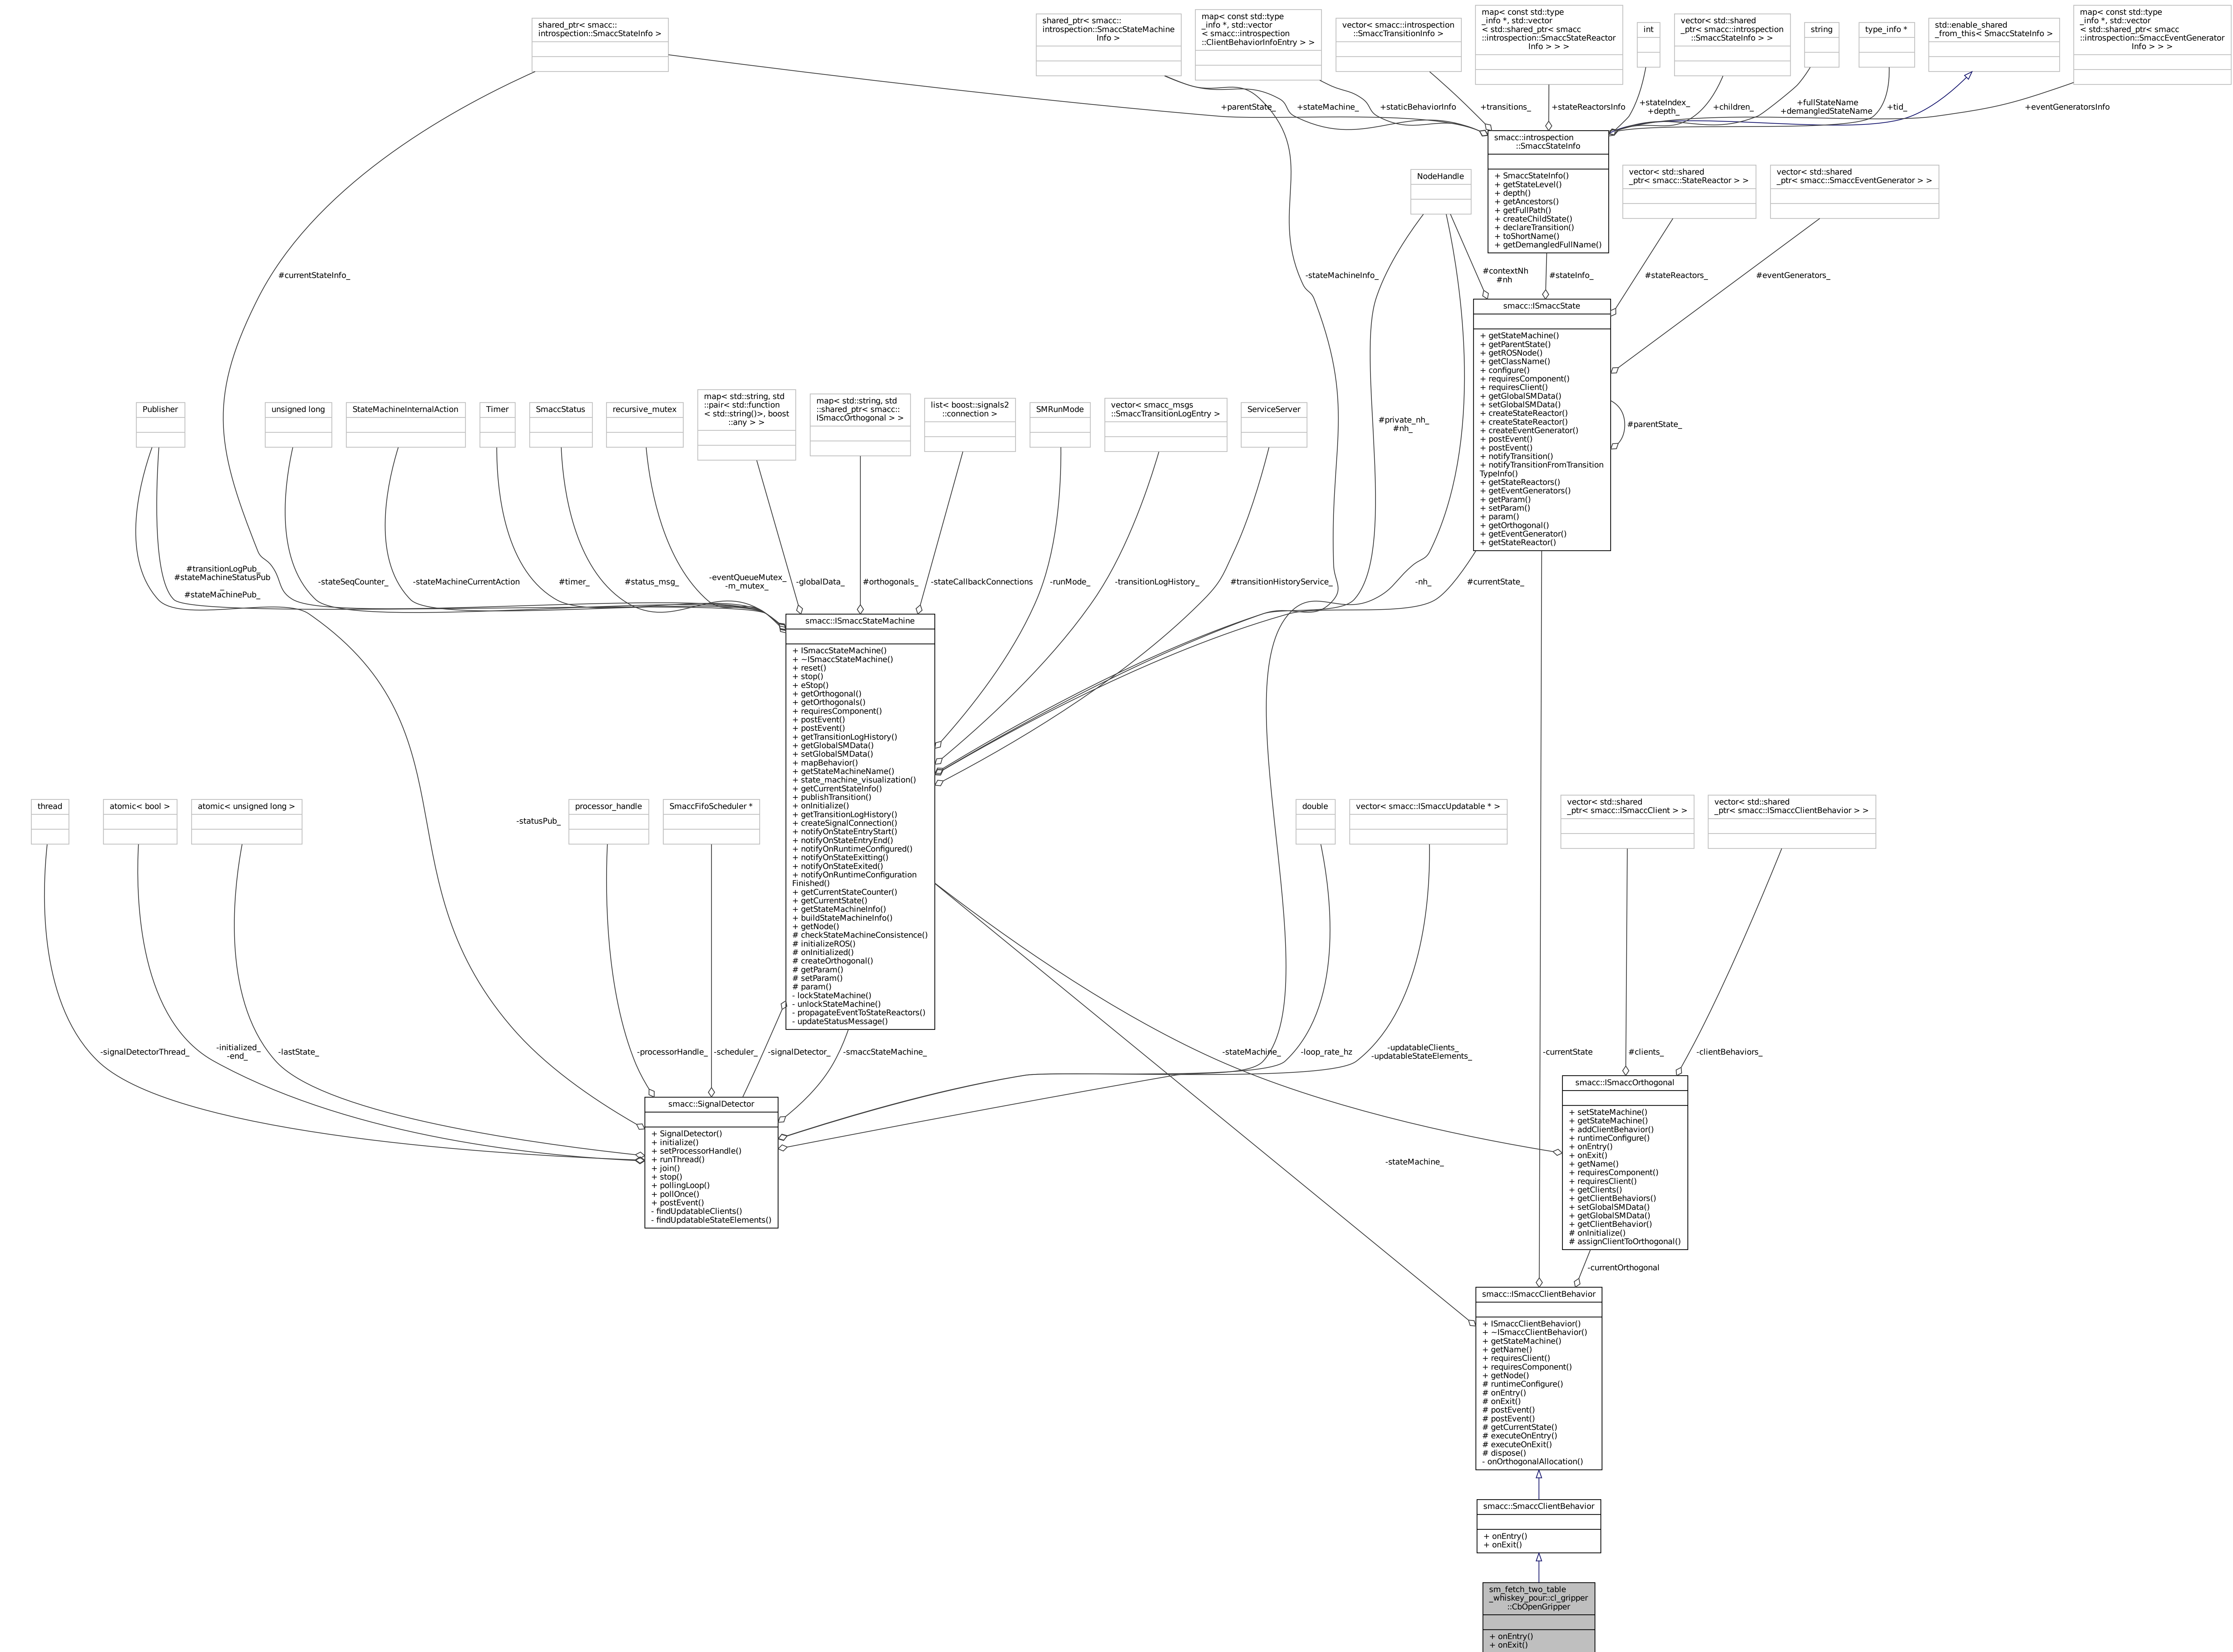 shared_ptr< smacc::
introspection::SmaccStateInfo >
shared_ptr< smacc::
introspection::SmaccStateMachine
Info >
map< const std::type
_info *, std::vector
< smacc::introspection
::ClientBehaviorInfoEntry > >
vector< smacc::introspection
::SmaccTransitionInfo >
map< const std::type
_info *, std::vector
< std::shared_ptr< smacc
::introspection::SmaccStateReactor
Info > > >
int
vector< std::shared
_ptr< smacc::introspection
::SmaccStateInfo > >
string
type_info *
std::enable_shared
_from_this< SmaccStateInfo >
map< const std::type
_info *, std::vector
< std::shared_ptr< smacc
::introspection::SmaccEventGenerator
Info > > >
+parentState_
+stateMachine_
+staticBehaviorInfo
+transitions_
+stateReactorsInfo
+stateIndex_
+depth_
+children_
+fullStateName
+demangledStateName
+tid_
+eventGeneratorsInfo
smacc::introspection
::SmaccStateInfo
+ SmaccStateInfo()
+ getStateLevel()
+ depth()
+ getAncestors()
+ getFullPath()
+ createChildState()
+ declareTransition()
+ toShortName()
+ getDemangledFullName()
NodeHandle
vector< std::shared
_ptr< smacc::StateReactor > >
vector< std::shared
_ptr< smacc::SmaccEventGenerator > >
#currentStateInfo_
-stateMachineInfo_
#contextNh
#nh
#stateInfo_
#stateReactors_
#eventGenerators_
smacc::ISmaccState
+ getStateMachine()
+ getParentState()
+ getROSNode()
+ getClassName()
+ configure()
+ requiresComponent()
+ requiresClient()
+ getGlobalSMData()
+ setGlobalSMData()
+ createStateReactor()
+ createStateReactor()
+ createEventGenerator()
+ postEvent()
+ postEvent()
+ notifyTransition()
+ notifyTransitionFromTransition
TypeInfo()
+ getStateReactors()
+ getEventGenerators()
+ getParam()
+ setParam()
+ param()
+ getOrthogonal()
+ getEventGenerator()
+ getStateReactor()
#parentState_
Publisher
unsigned long
StateMachineInternalAction
Timer
SmaccStatus
recursive_mutex
map< std::string, std
::pair< std::function
< std::string()>, boost
::any > >
map< std::string, std
::shared_ptr< smacc::
ISmaccOrthogonal > >
list< boost::signals2
::connection >
SMRunMode
vector< smacc_msgs
::SmaccTransitionLogEntry >
ServiceServer
#private_nh_
#nh_
#transitionLogPub_
#stateMachineStatusPub
_
#stateMachinePub_
-stateSeqCounter_
-stateMachineCurrentAction
#timer_
#status_msg_
-eventQueueMutex_
-m_mutex_
-globalData_
#orthogonals_
-stateCallbackConnections
-runMode_
-transitionLogHistory_
#transitionHistoryService_
-nh_
#currentState_
smacc::ISmaccStateMachine
+ ISmaccStateMachine()
+ ~ISmaccStateMachine()
+ reset()
+ stop()
+ eStop()
+ getOrthogonal()
+ getOrthogonals()
+ requiresComponent()
+ postEvent()
+ postEvent()
+ getTransitionLogHistory()
+ getGlobalSMData()
+ setGlobalSMData()
+ mapBehavior()
+ getStateMachineName()
+ state_machine_visualization()
+ getCurrentStateInfo()
+ publishTransition()
+ onInitialize()
+ getTransitionLogHistory()
+ createSignalConnection()
+ notifyOnStateEntryStart()
+ notifyOnStateEntryEnd()
+ notifyOnRuntimeConfigured()
+ notifyOnStateExitting()
+ notifyOnStateExited()
+ notifyOnRuntimeConfiguration
Finished()
+ getCurrentStateCounter()
+ getCurrentState()
+ getStateMachineInfo()
+ buildStateMachineInfo()
+ getNode()
# checkStateMachineConsistence()
# initializeROS()
# onInitialized()
# createOrthogonal()
# getParam()
# setParam()
# param()
- lockStateMachine()
- unlockStateMachine()
- propagateEventToStateReactors()
- updateStatusMessage()
thread
atomic< bool >
atomic< unsigned long >
-statusPub_
processor_handle
SmaccFifoScheduler *
double
vector< smacc::ISmaccUpdatable * >
vector< std::shared
_ptr< smacc::ISmaccClient > >
vector< std::shared
_ptr< smacc::ISmaccClientBehavior > >
-signalDetectorThread_
-initialized_
-end_
-lastState_
-processorHandle_
-scheduler_
-signalDetector_
-smaccStateMachine_
-stateMachine_
-loop_rate_hz
-updatableClients_
-updatableStateElements_
-currentState
#clients_
-clientBehaviors_
smacc::SignalDetector
+ SignalDetector()
+ initialize()
+ setProcessorHandle()
+ runThread()
+ join()
+ stop()
+ pollingLoop()
+ pollOnce()
+ postEvent()
- findUpdatableClients()
- findUpdatableStateElements()
smacc::ISmaccOrthogonal
+ setStateMachine()
+ getStateMachine()
+ addClientBehavior()
+ runtimeConfigure()
+ onEntry()
+ onExit()
+ getName()
+ requiresComponent()
+ requiresClient()
+ getClients()
+ getClientBehaviors()
+ setGlobalSMData()
+ getGlobalSMData()
+ getClientBehavior()
# onInitialize()
# assignClientToOrthogonal()
-stateMachine_
-currentOrthogonal
smacc::ISmaccClientBehavior
+ ISmaccClientBehavior()
+ ~ISmaccClientBehavior()
+ getStateMachine()
+ getName()
+ requiresClient()
+ requiresComponent()
+ getNode()
# runtimeConfigure()
# onEntry()
# onExit()
# postEvent()
# postEvent()
# getCurrentState()
# executeOnEntry()
# executeOnExit()
# dispose()
- onOrthogonalAllocation()
smacc::SmaccClientBehavior
+ onEntry()
+ onExit()
sm_fetch_two_table
_whiskey_pour::cl_gripper
::CbOpenGripper
+ onEntry()
+ onExit()